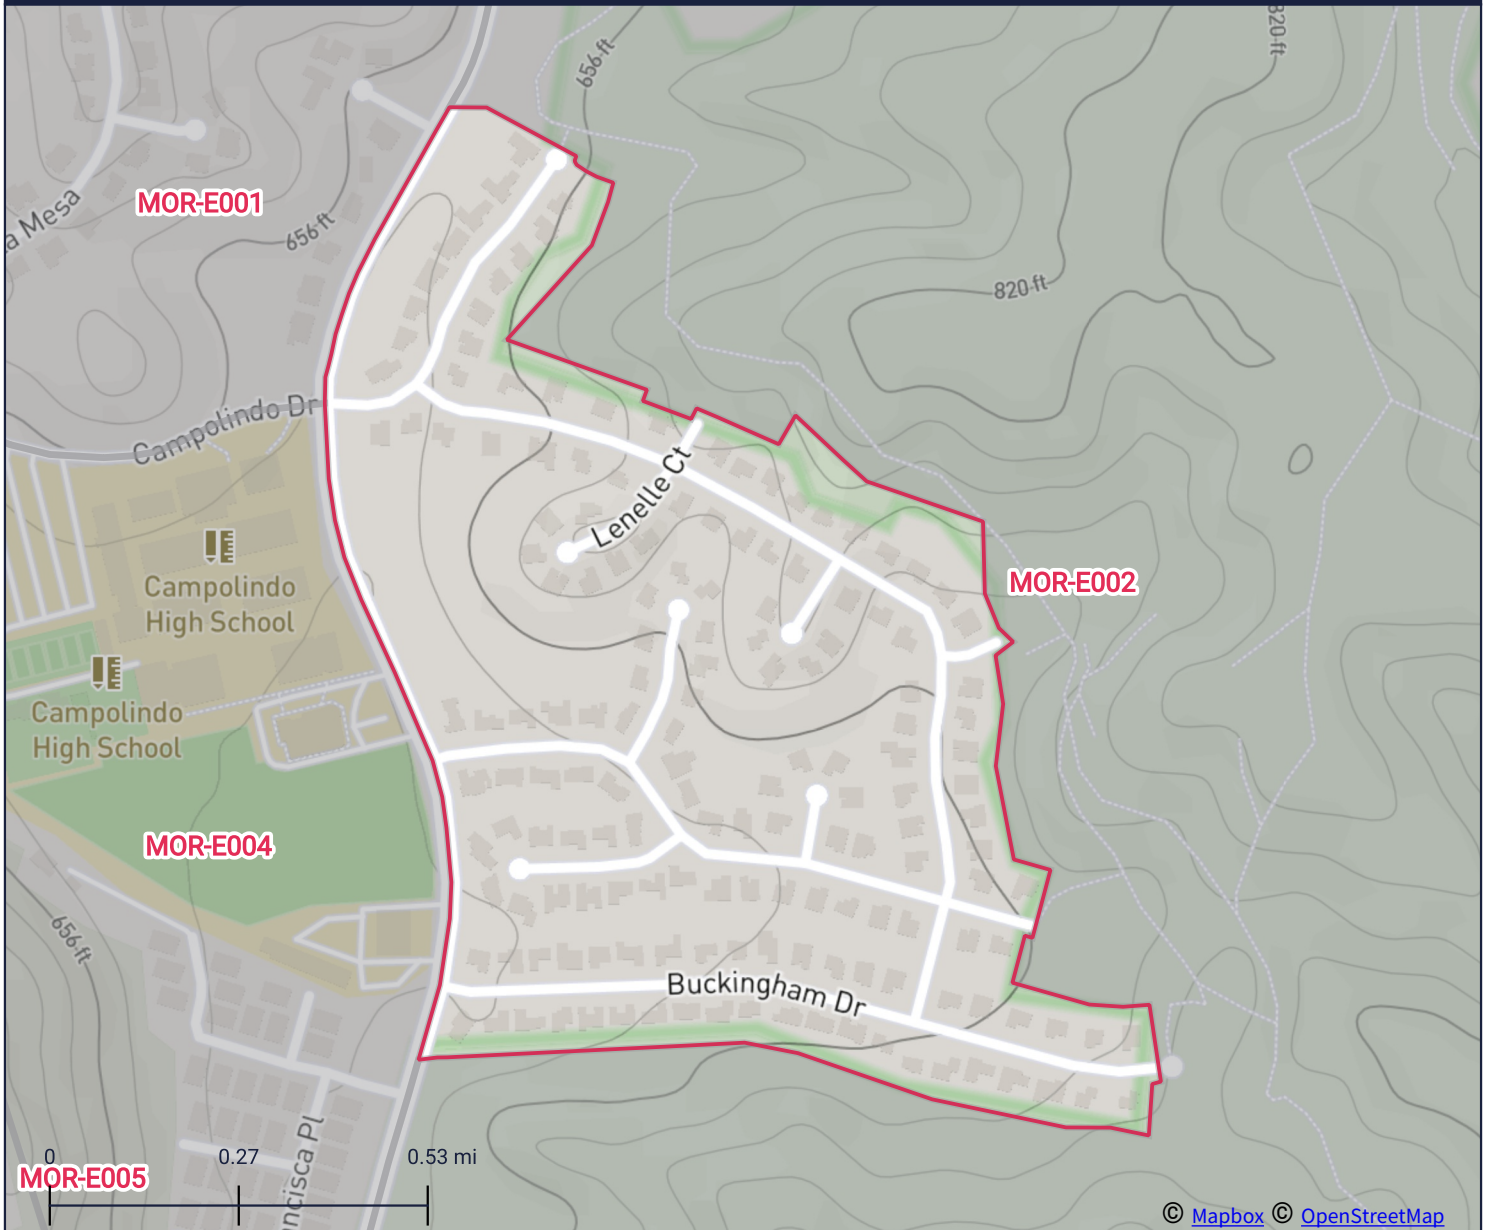 656 ft
820 ft
MOR-E001
a Mesa
656 ft
820 ft
Campolindo Dr
Lenelle Ct
Campolindo
High School
MOR-E002
Campolindo
High School
MOR-E004
656 ft
Buckingham Dr
ncisca Pl
0
0.27
0.53 mi
MOR-E005
© Mapbox © OpenStreetMap